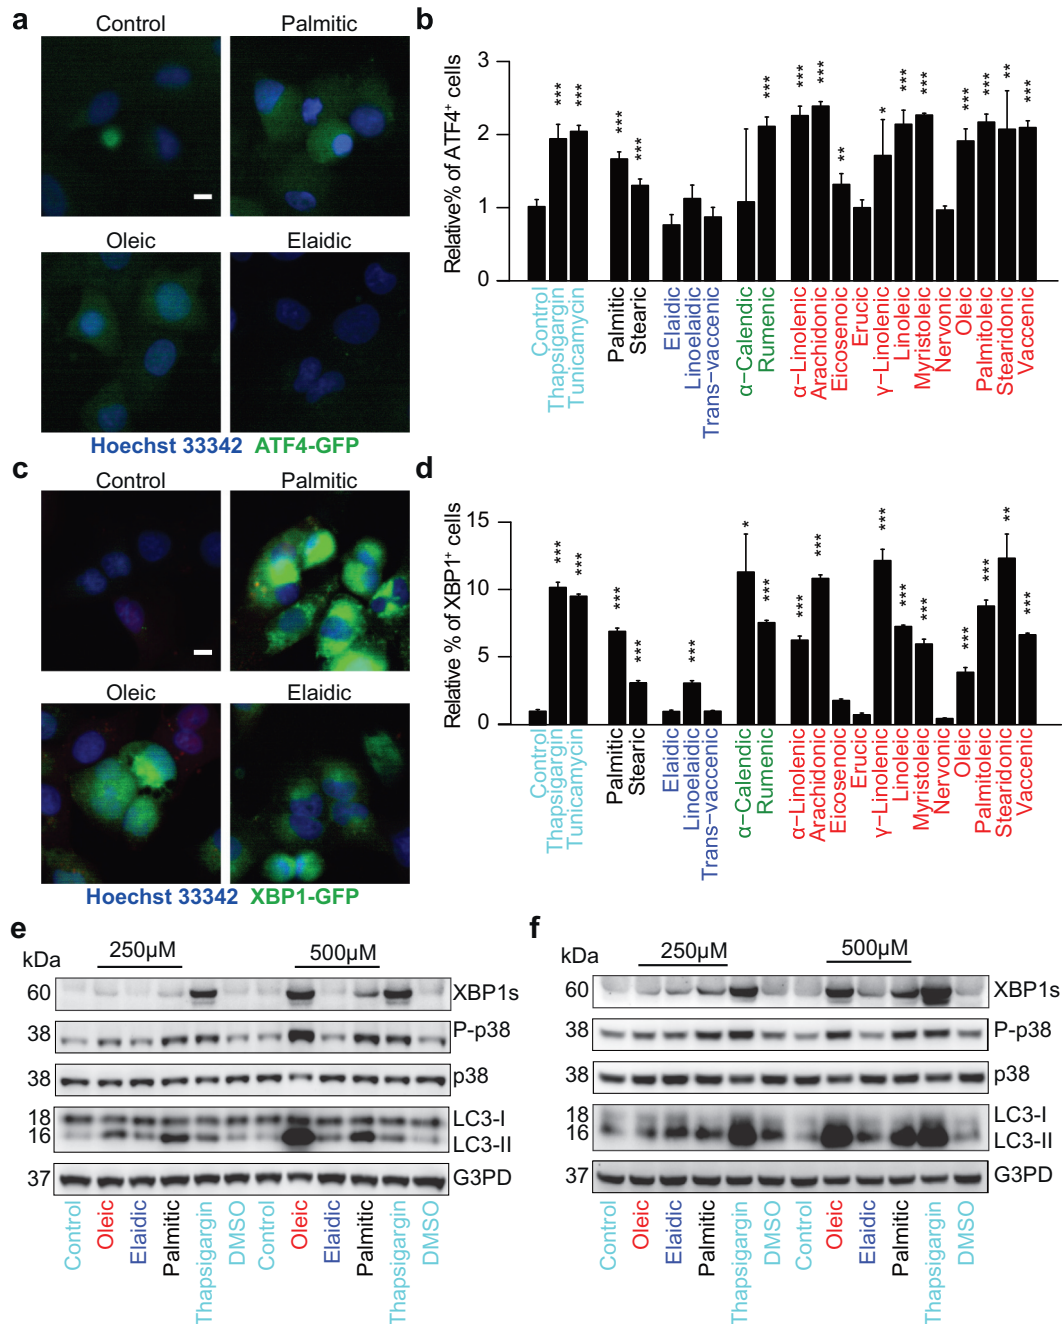 a
Control
Palmitic
Oleic
Elaidic
Hoechst 33342 ATF4-GFP
b
Relative% of ATF4⁺ cells
3
2
1
0
*** *** *** *** *** *** *** ** * *** *** *** *** ** ***
Control
Thapsigargin
Tunicamycin
Palmitic
Stearic
Elaidic
Linoelaidic
Trans−vaccenic
α−Calendic
Rumenic
α−Linolenic
Arachidonic
Eicosenoic
Erucic
γ−Linolenic
Linoleic
Myristoleic
Nervonic
Oleic
Palmitoleic
Stearidonic
Vaccenic
c
Control
Palmitic
Oleic
Elaidic
Hoechst 33342 XBP1-GFP
d
Relative % of XBP1⁺ cells
15
10
5
0
*** *** *** *** *** * *** *** *** *** *** *** *** *** ** ***
Control
Thapsigargin
Tunicamycin
Palmitic
Stearic
Elaidic
Linoelaidic
Trans−vaccenic
α−Calendic
Rumenic
α−Linolenic
Arachidonic
Eicosenoic
Erucic
γ−Linolenic
Linoleic
Myristoleic
Nervonic
Oleic
Palmitoleic
Stearidonic
Vaccenic
e
kDa
250µM
500µM
60 XBP1s
38 P-p38
38 p38
18 LC3-I
16 LC3-II
37 G3PD
Control
Oleic
Elaidic
Palmitic
Thapsigargin
DMSO
Control
Oleic
Elaidic
Palmitic
Thapsigargin
DMSO
f
kDa
250µM
500µM
60 XBP1s
38 P-p38
38 p38
18 LC3-I
16 LC3-II
37 G3PD
Control
Oleic
Elaidic
Palmitic
Thapsigargin
DMSO
Control
Oleic
Elaidic
Palmitic
Thapsigargin
DMSO